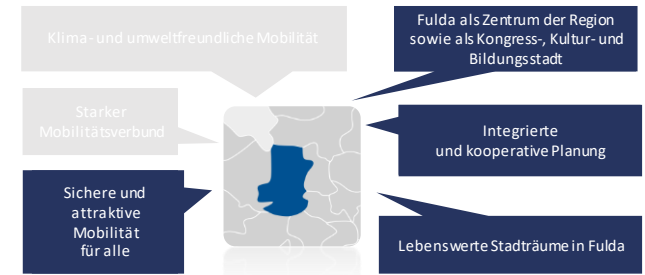 Klima- und umweltfreundliche Mobilität
Fulda als Zentrum der Region
sowie als Kongress-, Kultur- und
Bildungsstadt
Starker
Mobilitätsverbund
Integrierte
und kooperative Planung
Sichere und
attraktive
Mobilität
für alle
Lebenswerte Stadträume in Fulda